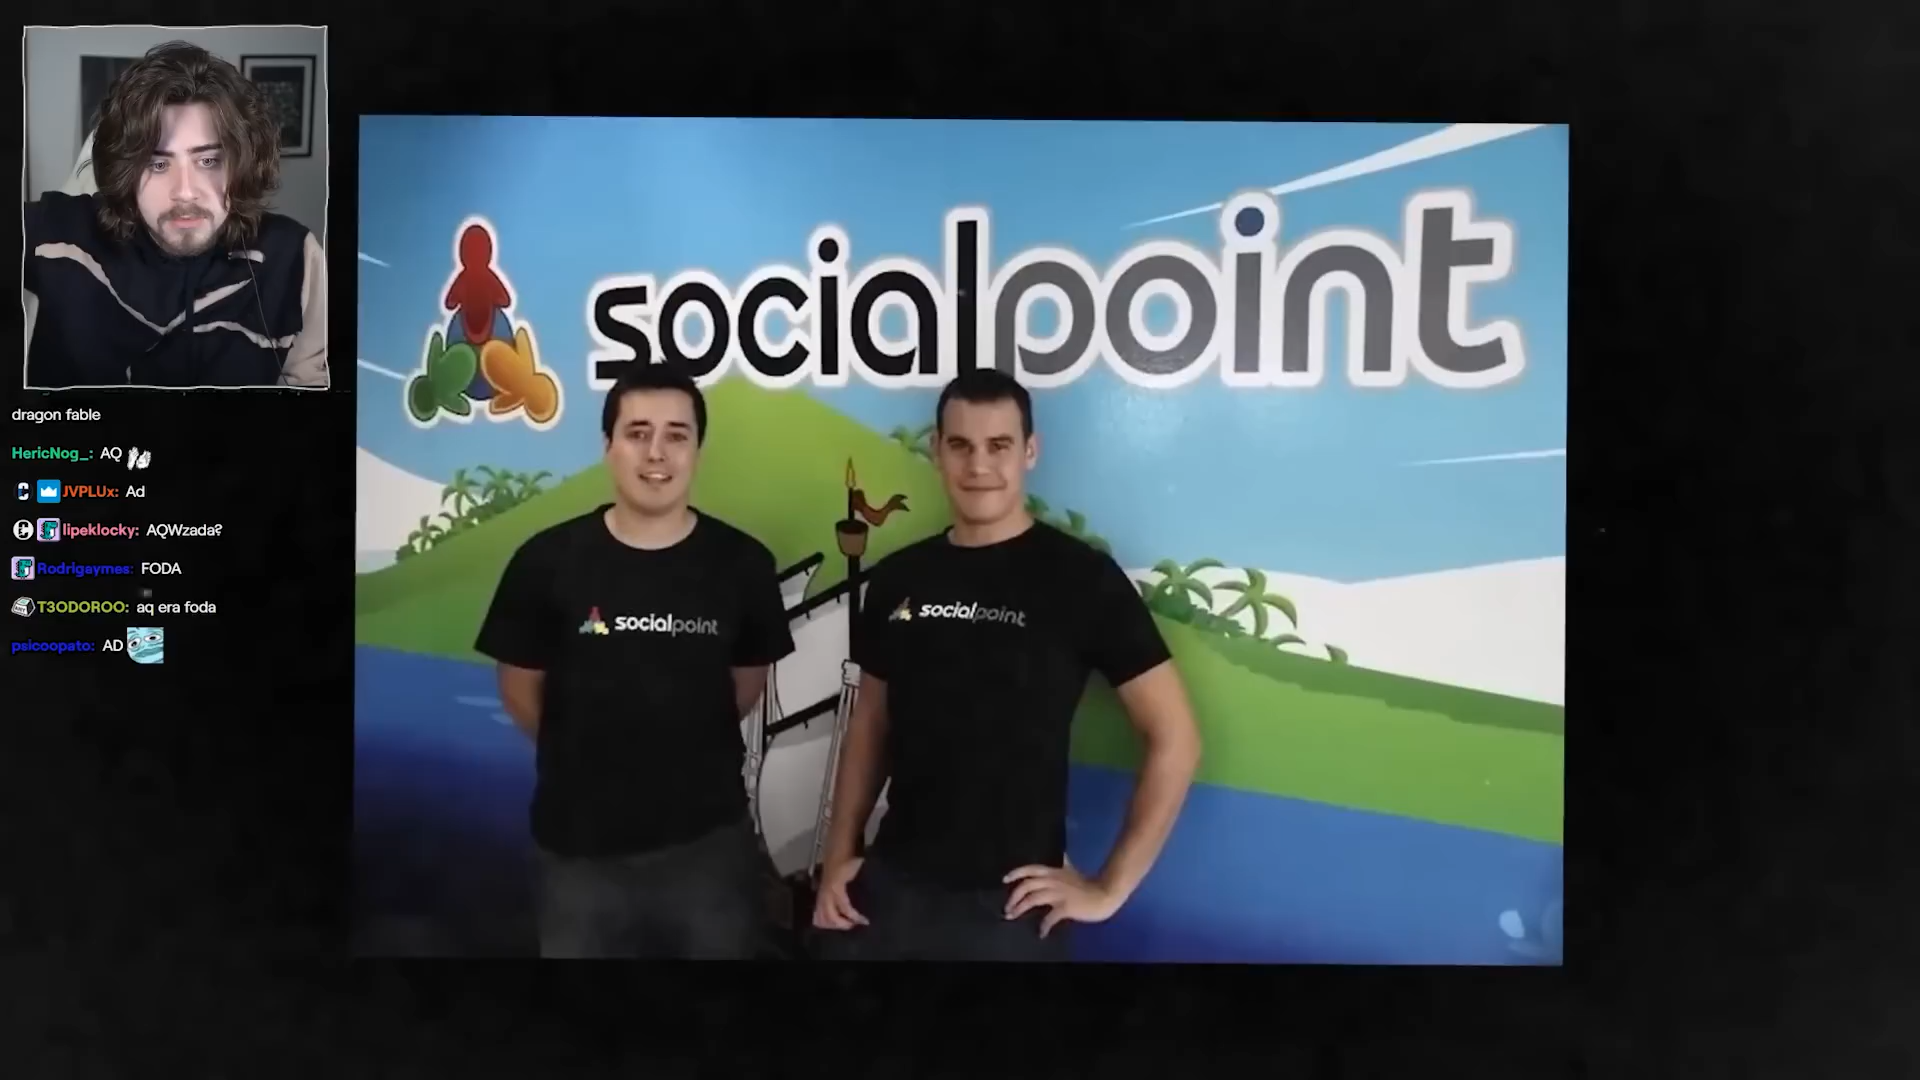 socialpoint
socialpoint
socialpoint
dragon fable
HericNog_: AQ
JVPLUx: Ad
lipeklocky: AQWzada?
Rodrigaymes: FODA
T3ODOROO: aq era foda
psicoopato: AD